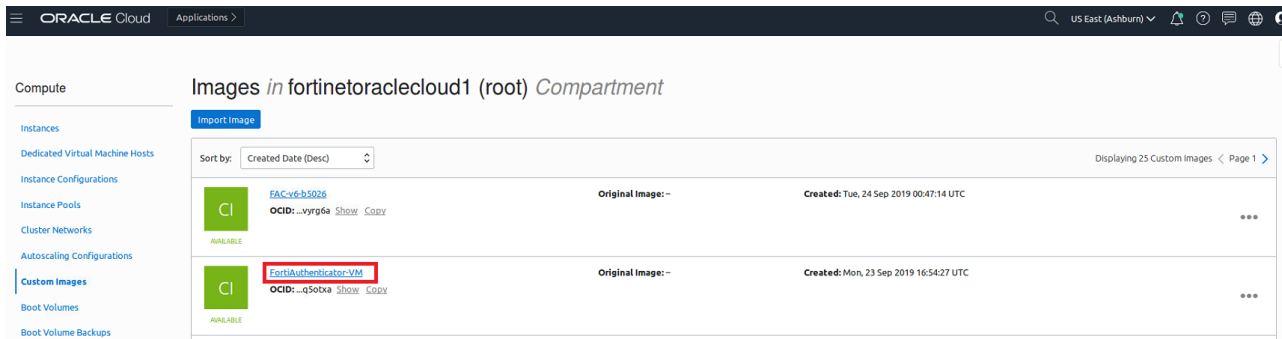 ORACLE Cloud Applications > US East (Ashburn)
Compute
Instances
Dedicated Virtual Machine Hosts
Instance Configurations
Instance Pools
Cluster Networks
Autoscaling Configurations
Custom Images
Boot Volumes
Boot Volume Backups
Images in fortinetoraclecloud1 (root) Compartment
Import Image
Sort by: Created Date (Desc) Displaying 25 Custom Images < Page 1 >
CI
AVAILABLE
FAC-v6-b5026 Original Image: – Created: Tue, 24 Sep 2019 00:47:14 UTC
OCID: ...vyrg6a Show Copy
CI
AVAILABLE
FortiAuthenticator-VM Original Image: – Created: Mon, 23 Sep 2019 16:54:27 UTC
OCID: ...q5otxa Show Copy